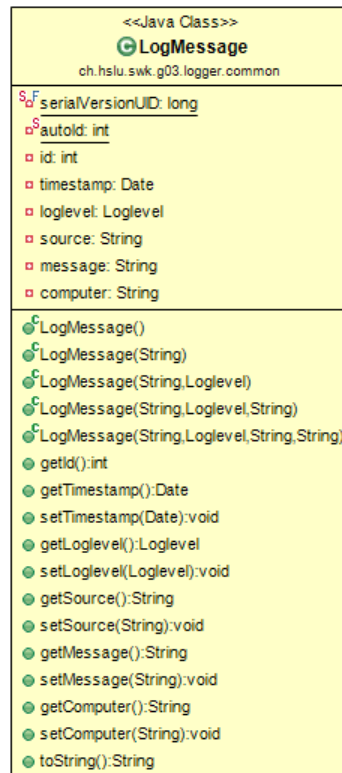 <<Java Class>>
LogMessage
ch.hslu.swk.g03.logger.common
serialVersionUID: long
autoId: int
id: int
timestamp: Date
loglevel: Loglevel
source: String
message: String
computer: String
LogMessage()
LogMessage(String)
LogMessage(String,Loglevel)
LogMessage(String,Loglevel,String)
LogMessage(String,Loglevel,String,String)
getId():int
getTimestamp():Date
setTimestamp(Date):void
getLoglevel():Loglevel
setLoglevel(Loglevel):void
getSource():String
setSource(String):void
getMessage():String
setMessage(String):void
getComputer():String
setComputer(String):void
toString():String